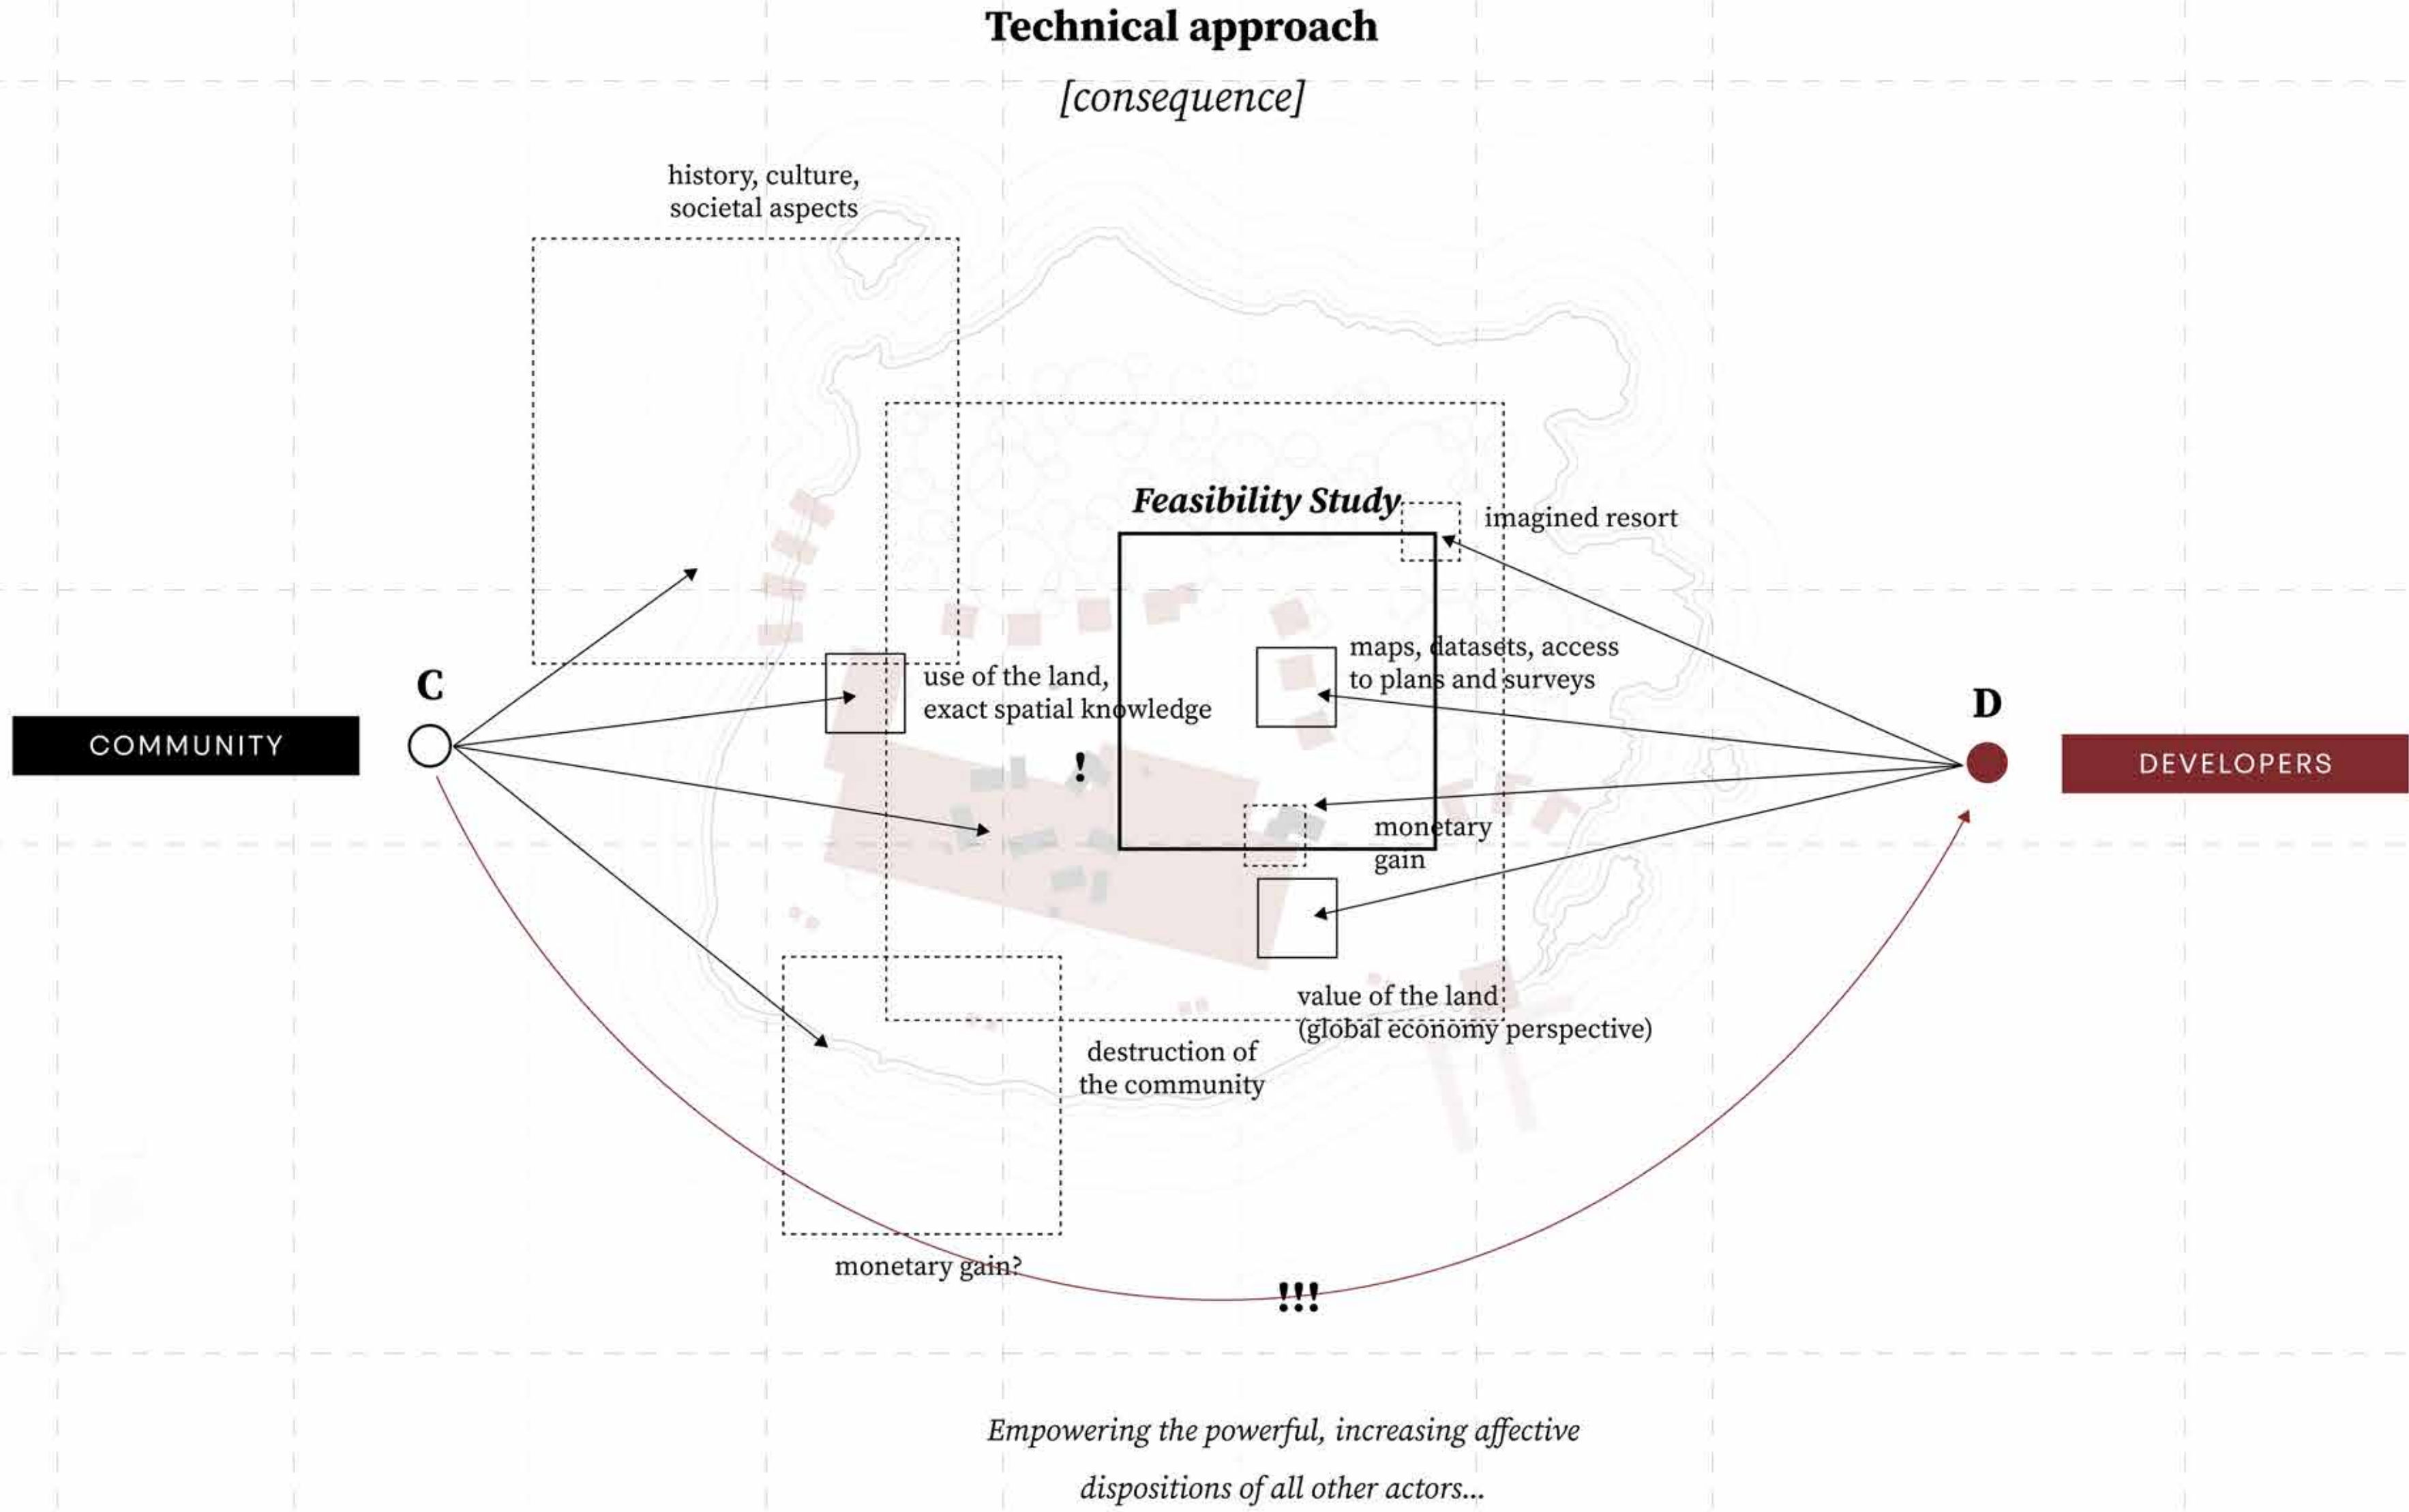 Technical approach
[consequence]
history, culture,
societal aspects
Feasibility Study
imagined resort
maps, datasets, access
to plans and surveys
use of the land,
exact spatial knowledge
C
COMMUNITY
D
DEVELOPERS
!
monetary
gain
value of the land
(global economy perspective)
destruction of
the community
monetary gain?
!!!
Empowering the powerful, increasing affective
dispositions of all other actors...